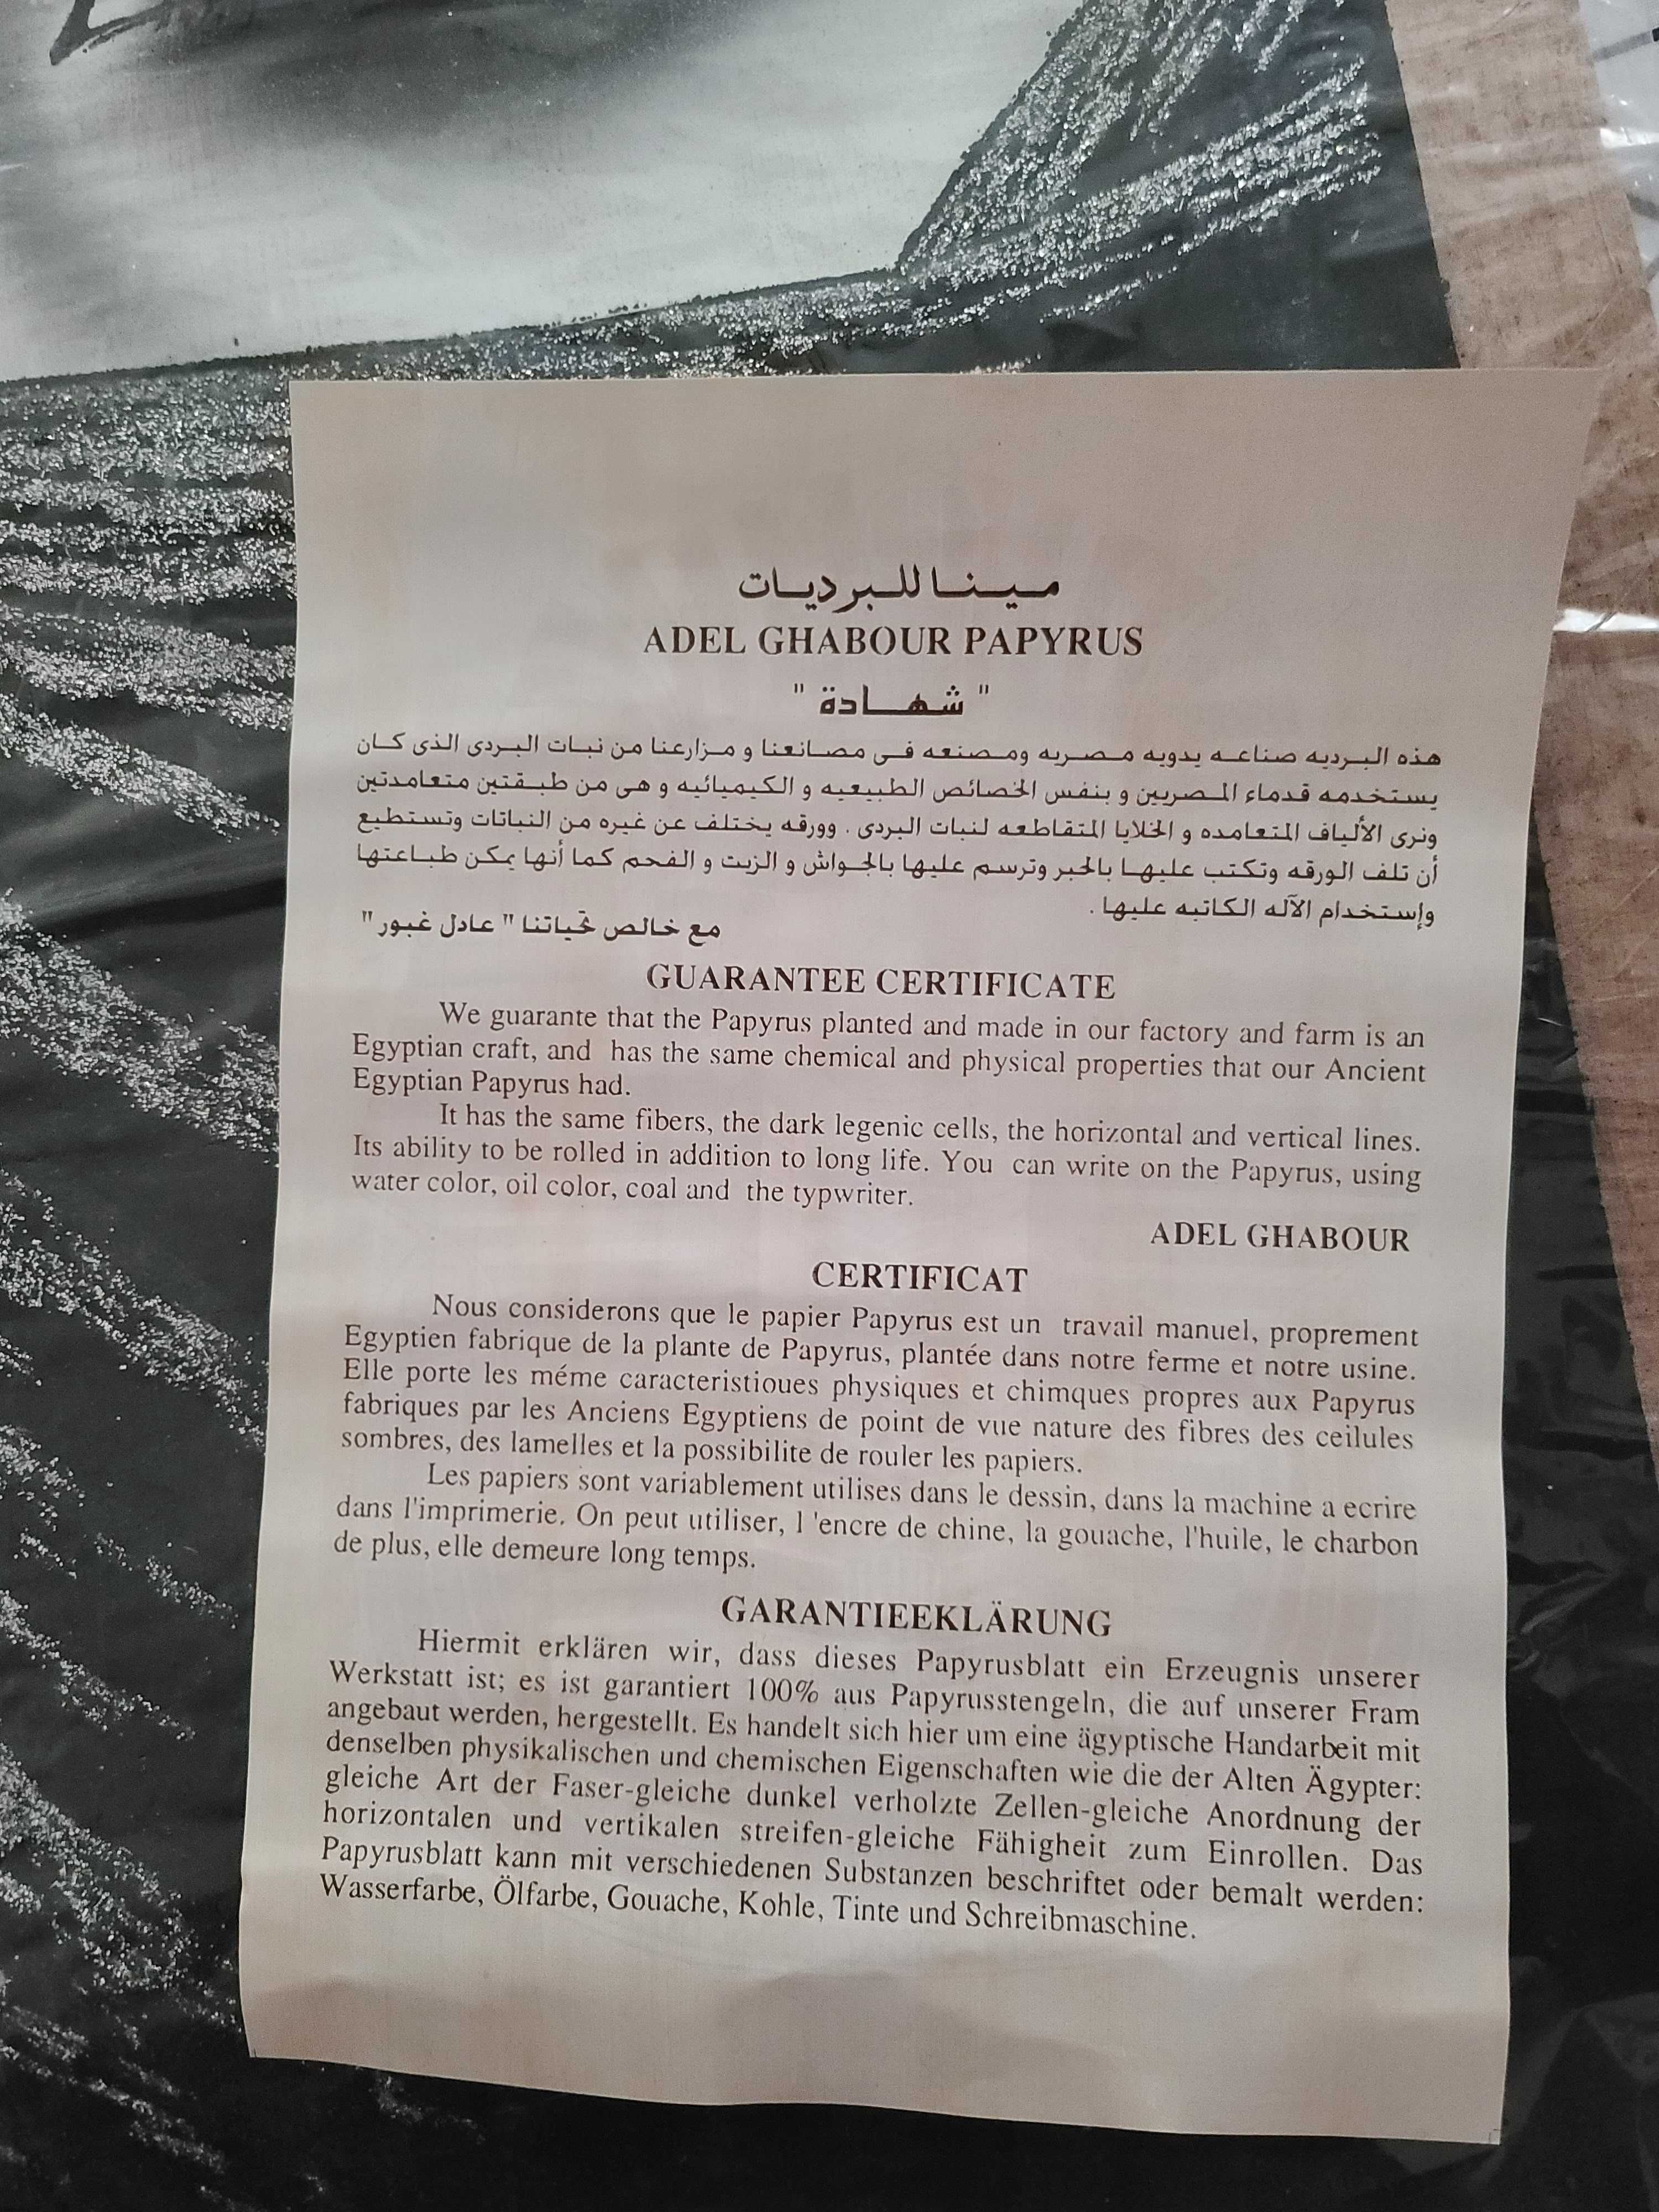 مينا للبرديات
ADEL GHABOUR PAPYRUS
" شهادة "
هذه البرديه صناعه يدويه مصريه ومصنعه فى مصانعنا و مزارعنا من نبات البردى الذى كان
يستخدمه قدماء المصريين و بنفس الخصائص الطبيعيه و الكيميائيه و هى من طبقتين متعامدتين
ونرى الألياف المتعامده و الخلايا المتقاطعه لنبات البردى . وورقه يختلف عن غيره من النباتات وتستطيع
أن تلف الورقه وتكتب عليها بالحبر وترسم عليها بالجواش و الزيت و الفحم كما أنها يمكن طباعتها
وإستخدام الآله الكاتبه عليها .
مع خالص تحياتنا " عادل غبور "
GUARANTEE CERTIFICATE
We guarante that the Papyrus planted and made in our factory and farm is an
Egyptian craft, and has the same chemical and physical properties that our Ancient
Egyptian Papyrus had.
It has the same fibers, the dark legenic cells, the horizontal and vertical lines.
Its ability to be rolled in addition to long life. You can write on the Papyrus, using
water color, oil color, coal and the typwriter.
ADEL GHABOUR
CERTIFICAT
Nous considerons que le papier Papyrus est un travail manuel, proprement
Egyptien fabrique de la plante de Papyrus, plantée dans notre ferme et notre usine.
Elle porte les méme caracteristioues physiques et chimques propres aux Papyrus
fabriques par les Anciens Egyptiens de point de vue nature des fibres des ceilules
sombres, des lamelles et la possibilite de rouler les papiers.
Les papiers sont variablement utilises dans le dessin, dans la machine a ecrire
dans l'imprimerie. On peut utiliser, l 'encre de chine, la gouache, l'huile, le charbon
de plus, elle demeure long temps.
GARANTIEEKLÄRUNG
Hiermit erklären wir, dass dieses Papyrusblatt ein Erzeugnis unserer
Werkstatt ist; es ist garantiert 100% aus Papyrusstengeln, die auf unserer Fram
angebaut werden, hergestellt. Es handelt sich hier um eine ägyptische Handarbeit mit
denselben physikalischen und chemischen Eigenschaften wie die der Alten Ägypter:
gleiche Art der Faser-gleiche dunkel verholzte Zellen-gleiche Anordnung der
horizontalen und vertikalen streifen-gleiche Fähigheit zum Einrollen. Das
Papyrusblatt kann mit verschiedenen Substanzen beschriftet oder bemalt werden:
Wasserfarbe, Ölfarbe, Gouache, Kohle, Tinte und Schreibmaschine.